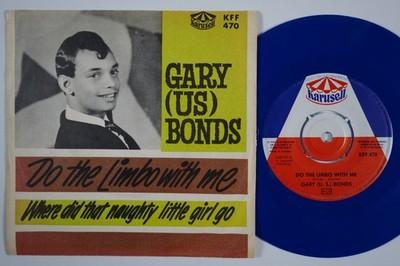 Karusell
KFF
470
GARY
(US)
BONDS
Do the Limbo with me
Where did that naughty little girl go
Karusell
KFF 470
DO THE LIMBO WITH ME
GARY (U. S.) BONDS